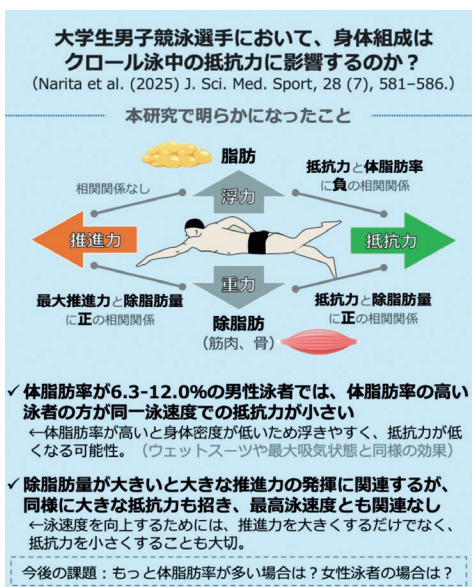 大学生男子競泳選手において、身体組成は
クロール泳中の抵抗力に影響するのか？
(Narita et al. (2025) J. Sci. Med. Sport, 28 (7), 581–586.)
本研究で明らかになったこと
脂肪
相関関係なし
抵抗力と体脂肪率
に負の相関関係
浮力
推進力
抵抗力
重力
最大推進力と除脂肪量
に正の相関関係
除脂肪
(筋肉、骨)
抵抗力と除脂肪量
に正の相関関係
✓体脂肪率が6.3-12.0%の男性泳者では、体脂肪率の高い
泳者の方が同一泳速度での抵抗力が小さい
←体脂肪率が高いと身体密度が低いため浮きやすく、抵抗力が低
くなる可能性。（ウェットスーツや最大吸気状態と同様の効果）
✓除脂肪量が大きいと大きな推進力の発揮に関連するが、
同様に大きな抵抗力も招き、最高泳速度とも関連なし
←泳速度を向上するためには、推進力を大きくするだけでなく、
抵抗力を小さくすることも大切。
今後の課題：もっと体脂肪率が多い場合は？女性泳者の場合は？